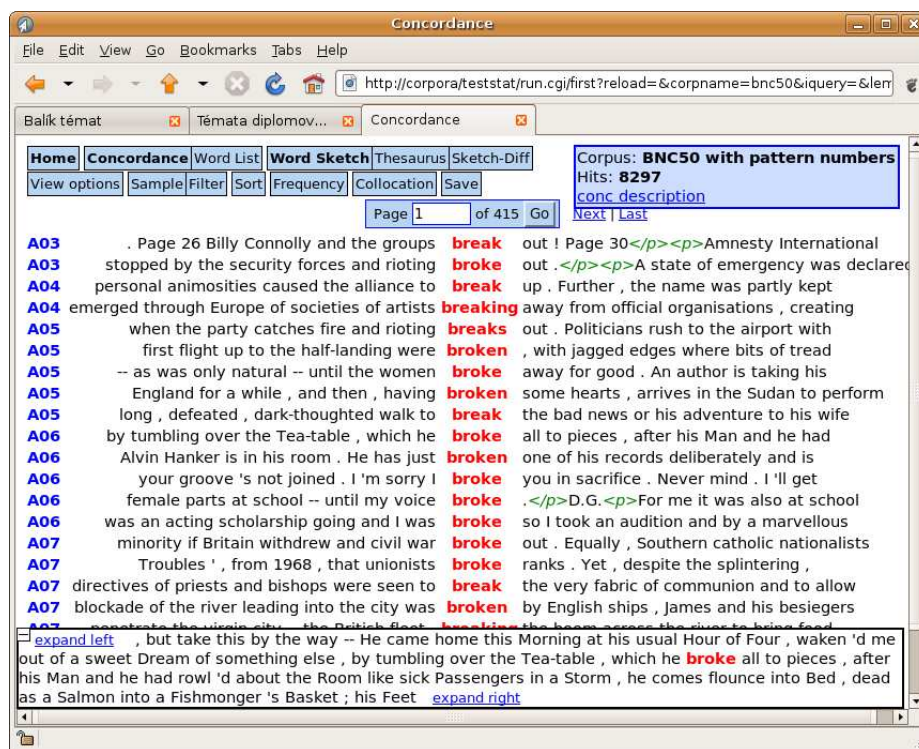 Concordance
File Edit View Go Bookmarks Tabs Help
http://corpora/teststat/run.cgi/first?reload=&corpname=bnc50&iquery=&len
Balík témat Témata diplomov... Concordance
Home Concordance Word List Word Sketch Thesaurus Sketch-Diff
View options Sample Filter Sort Frequency Collocation Save
Corpus: BNC50 with pattern numbers
Hits: 8297
conc description
Page 1 of 415 Go Next | Last
A03 . Page 26 Billy Connolly and the groups break out ! Page 30</p><p>Amnesty International
A03 stopped by the security forces and rioting broke out .</p><p>A state of emergency was declared
A04 personal animosities caused the alliance to break up . Further , the name was partly kept
A04 emerged through Europe of societies of artists breaking away from official organisations , creating
A05 when the party catches fire and rioting breaks out . Politicians rush to the airport with
A05 first flight up to the half-landing were broken , with jagged edges where bits of tread
A05 -- as was only natural -- until the women broke away for good . An author is taking his
A05 England for a while , and then , having broken some hearts , arrives in the Sudan to perform
A05 long , defeated , dark-thoughted walk to break the bad news or his adventure to his wife
A06 by tumbling over the Tea-table , which he broke all to pieces , after his Man and he had
A06 Alvin Hanker is in his room . He has just broken one of his records deliberately and is
A06 your groove 's not joined . I 'm sorry I broke you in sacrifice . Never mind . I 'll get
A06 female parts at school -- until my voice broke .</p>D.G.<p>For me it was also at school
A06 was an acting scholarship going and I was broke so I took an audition and by a marvellous
A07 minority if Britain withdrew and civil war broke out . Equally , Southern catholic nationalists
A07 Troubles ' , from 1968 , that unionists broke ranks . Yet , despite the splintering ,
A07 directives of priests and bishops were seen to break the very fabric of communion and to allow
A07 blockade of the river leading into the city was broken by English ships , James and his besiegers
A07 penetrate the virgin city the British fleet breaking the boom across the river to bring food
expand left , but take this by the way -- He came home this Morning at his usual Hour of Four , waken 'd me
out of a sweet Dream of something else , by tumbling over the Tea-table , which he broke all to pieces , after
his Man and he had rowl 'd about the Room like sick Passengers in a Storm , he comes flounce into Bed , dead
as a Salmon into a Fishmonger 's Basket ; his Feet expand right